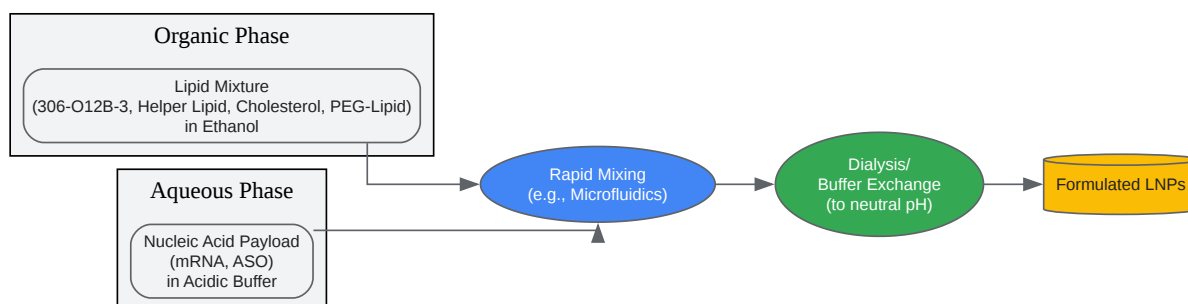 Organic Phase
Lipid Mixture
(306-O12B-3, Helper Lipid, Cholesterol, PEG-Lipid)
in Ethanol
Aqueous Phase
Nucleic Acid Payload
(mRNA, ASO)
in Acidic Buffer
Rapid Mixing
(e.g., Microfluidics)
Dialysis/
Buffer Exchange
(to neutral pH)
Formulated LNPs